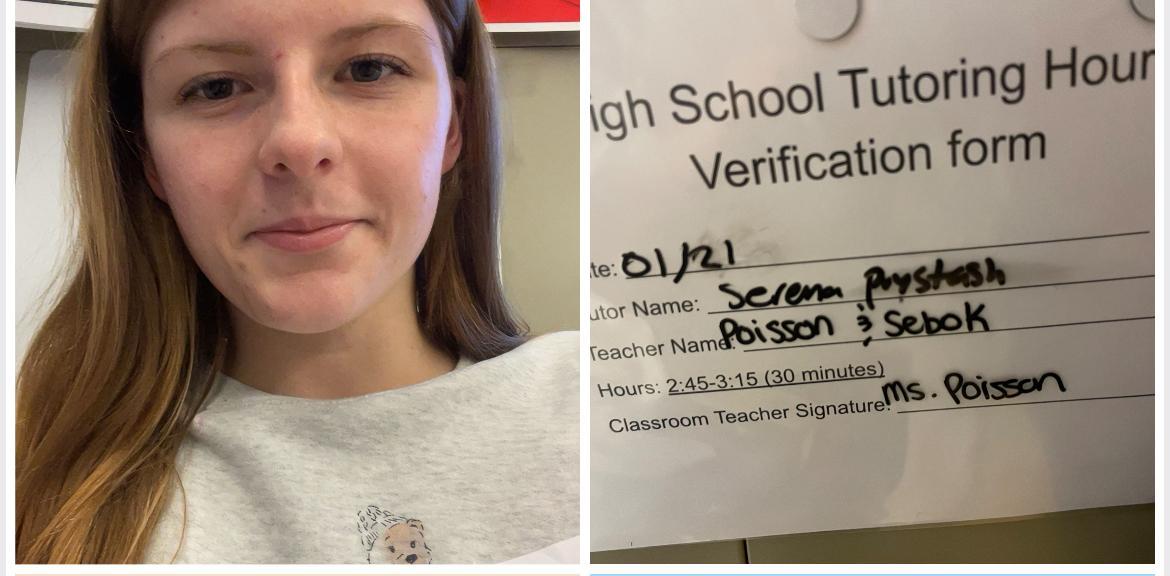 igh School Tutoring Hour
Verification form
te: 01/21
utor Name: Serena Prystash
Teacher Name: Poisson & Sebok
Hours: 2:45-3:15 (30 minutes)
Classroom Teacher Signature: Ms. Poisson